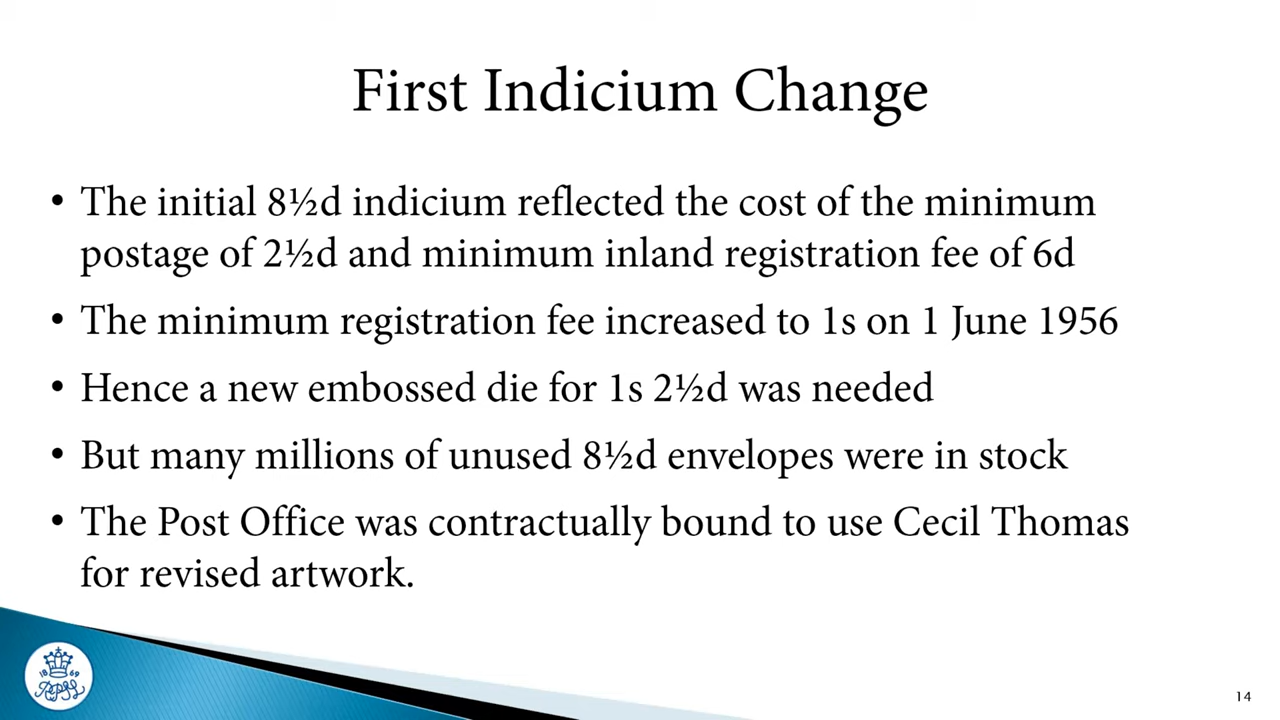 First Indicium Change
• The initial 8½d indicium reflected the cost of the minimum
postage of 2½d and minimum inland registration fee of 6d
• The minimum registration fee increased to 1s on 1 June 1956
• Hence a new embossed die for 1s 2½d was needed
• But many millions of unused 8½d envelopes were in stock
• The Post Office was contractually bound to use Cecil Thomas
for revised artwork.
18 69
RPSL
14